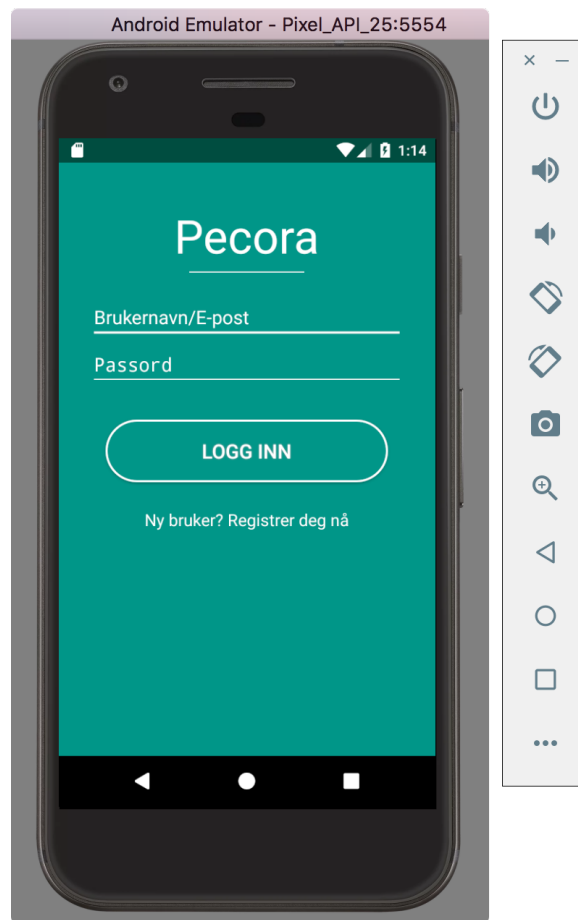 Android Emulator - Pixel_API_25:5554
1:14
Pecora
Brukernavn/E-post
Passord
LOGG INN
Ny bruker? Registrer deg nå